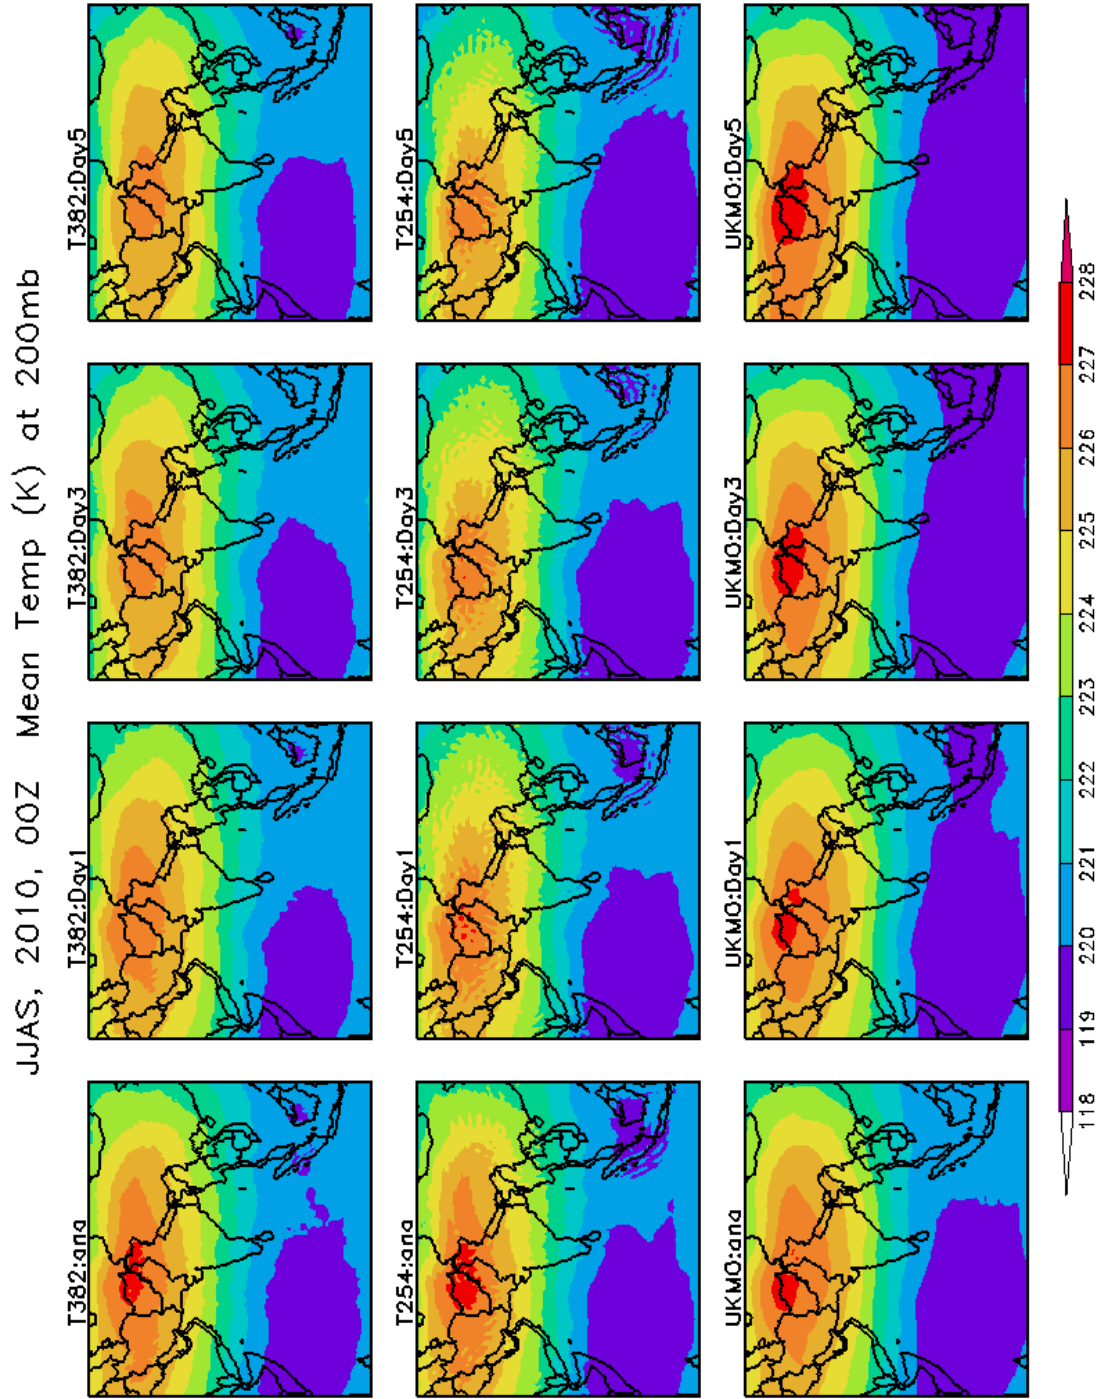 JJAS, 2010, 00Z Mean Temp (K) at 200mb
T382:ana
T382:Day1
T382:Day3
T382:Day5
T254:ana
T254:Day1
T254:Day3
T254:Day5
UKMO:ana
UKMO:Day1
UKMO:Day3
UKMO:Day5
118 119 220 221 222 223 224 225 226 227 228